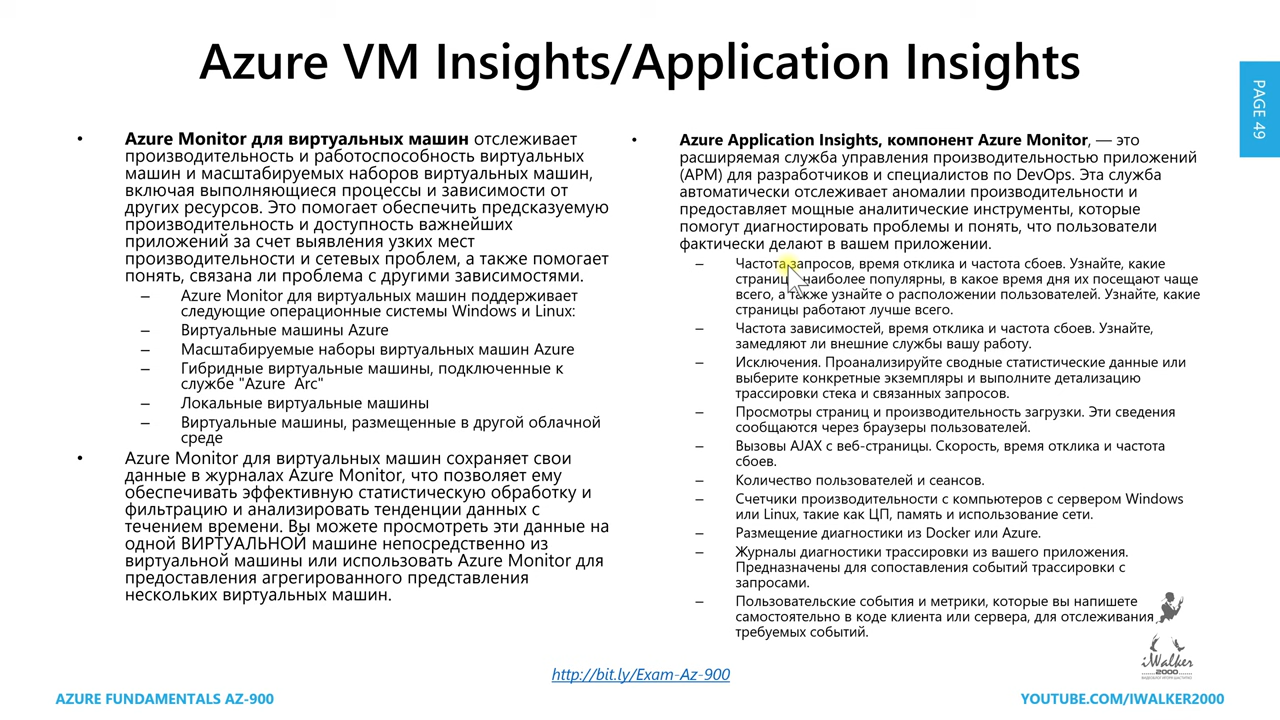 Azure VM Insights/Application Insights
PAGE 49
• Azure Monitor для виртуальных машин отслеживает
производительность и работоспособность виртуальных
машин и масштабируемых наборов виртуальных машин,
включая выполняющиеся процессы и зависимости от
других ресурсов. Это помогает обеспечить предсказуемую
производительность и доступность важнейших
приложений за счет выявления узких мест
производительности и сетевых проблем, а также помогает
понять, связана ли проблема с другими зависимостями.
– Azure Monitor для виртуальных машин поддерживает
следующие операционные системы Windows и Linux:
– Виртуальные машины Azure
– Масштабируемые наборы виртуальных машин Azure
– Гибридные виртуальные машины, подключенные к
службе "Azure Arc"
– Локальные виртуальные машины
– Виртуальные машины, размещенные в другой облачной
среде
• Azure Monitor для виртуальных машин сохраняет свои
данные в журналах Azure Monitor, что позволяет ему
обеспечивать эффективную статистическую обработку и
фильтрацию и анализировать тенденции данных с
течением времени. Вы можете просмотреть эти данные на
одной ВИРТУАЛЬНОЙ машине непосредственно из
виртуальной машины или использовать Azure Monitor для
предоставления агрегированного представления
нескольких виртуальных машин.
• Azure Application Insights, компонент Azure Monitor, — это
расширяемая служба управления производительностью приложений
(APM) для разработчиков и специалистов по DevOps. Эта служба
автоматически отслеживает аномалии производительности и
предоставляет мощные аналитические инструменты, которые
помогут диагностировать проблемы и понять, что пользователи
фактически делают в вашем приложении.
– Частота запросов, время отклика и частота сбоев. Узнайте, какие
страницы наиболее популярны, в какое время дня их посещают чаще
всего, а также узнайте о расположении пользователей. Узнайте, какие
страницы работают лучше всего.
– Частота зависимостей, время отклика и частота сбоев. Узнайте,
замедляют ли внешние службы вашу работу.
– Исключения. Проанализируйте сводные статистические данные или
выберите конкретные экземпляры и выполните детализацию
трассировки стека и связанных запросов.
– Просмотры страниц и производительность загрузки. Эти сведения
сообщаются через браузеры пользователей.
– Вызовы AJAX с веб-страницы. Скорость, время отклика и частота
сбоев.
– Количество пользователей и сеансов.
– Счетчики производительности с компьютеров с сервером Windows
или Linux, такие как ЦП, память и использование сети.
– Размещение диагностики из Docker или Azure.
– Журналы диагностики трассировки из вашего приложения.
Предназначены для сопоставления событий трассировки с
запросами.
– Пользовательские события и метрики, которые вы напишете
самостоятельно в коде клиента или сервера, для отслеживания
требуемых событий.
iWalker
2000
http://bit.ly/Exam-Az-900
AZURE FUNDAMENTALS AZ-900
YOUTUBE.COM/IWALKER2000